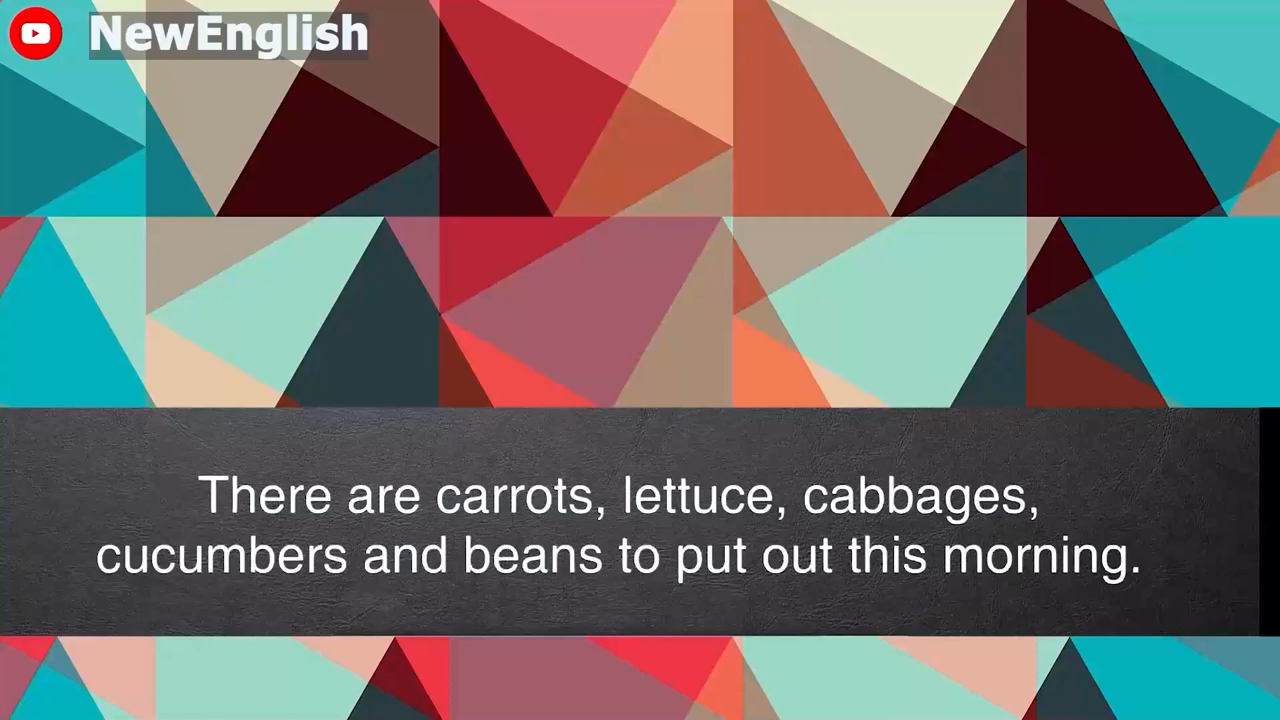 NewEnglish
There are carrots, lettuce, cabbages,
cucumbers and beans to put out this morning.